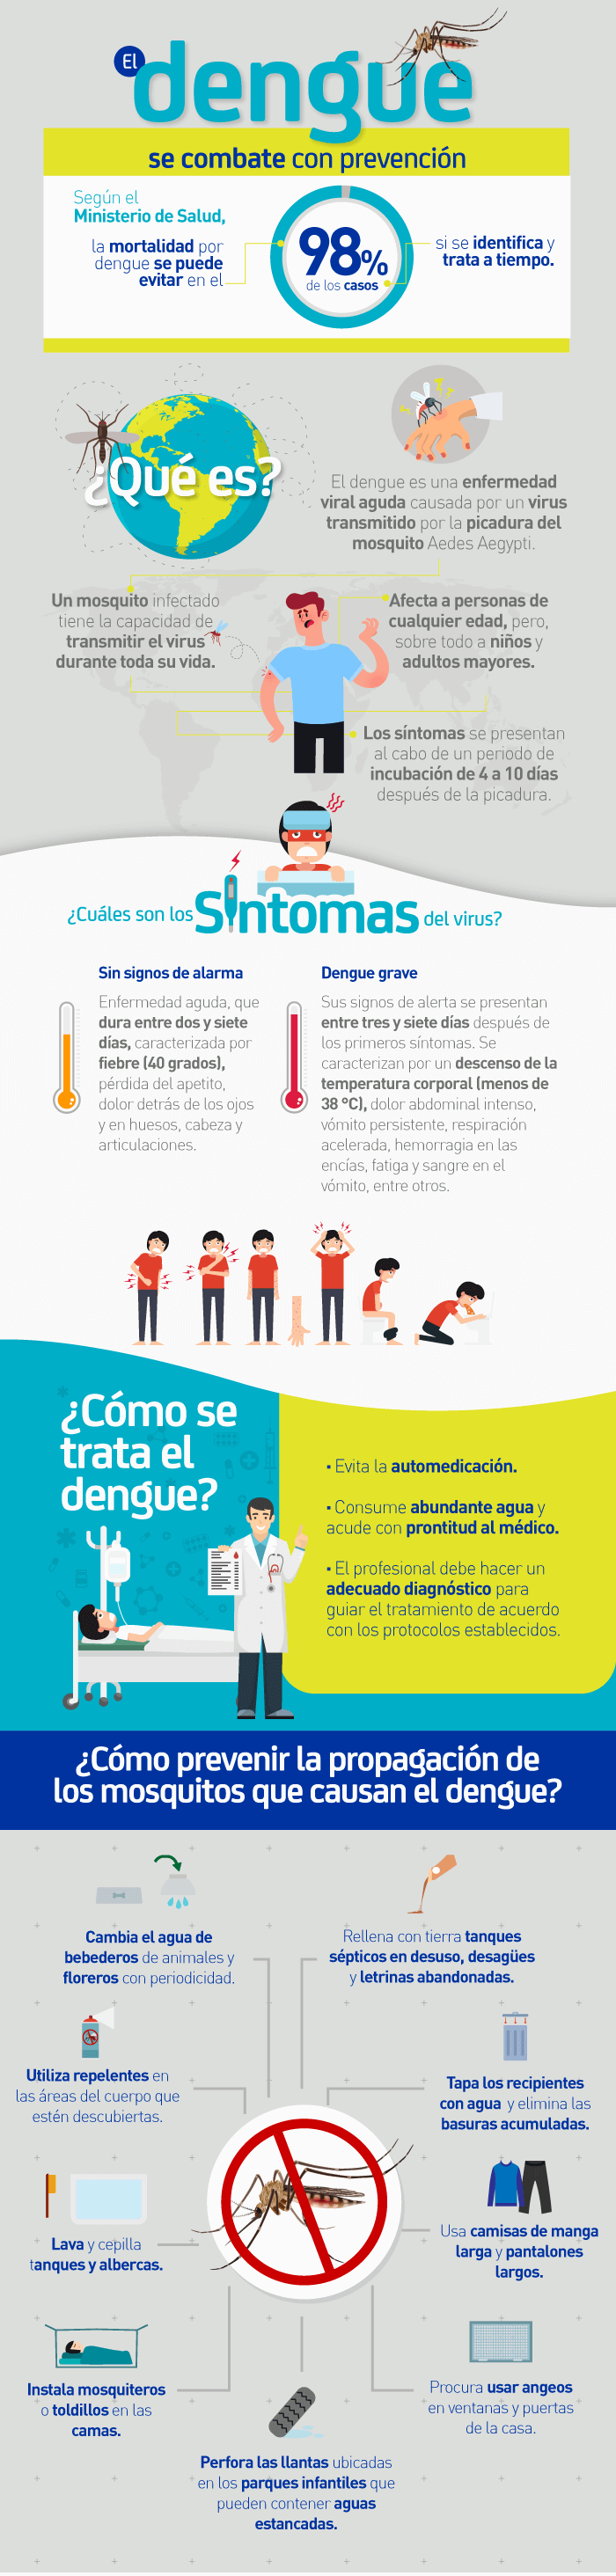 El
dengue
se combate con prevención
Según el
Ministerio de Salud,
la mortalidad por
dengue se puede
evitar en el
98%
de los casos
si se identifica y
trata a tiempo.
¿Qué es?
El dengue es una enfermedad
viral aguda causada por un virus
transmitido por la picadura del
mosquito Aedes Aegypti.
Un mosquito infectado
tiene la capacidad de
transmitir el virus
durante toda su vida.
Afecta a personas de
cualquier edad, pero,
sobre todo a niños y
adultos mayores.
Los síntomas se presentan
al cabo de un periodo de
incubación de 4 a 10 días
después de la picadura.
¿Cuáles son los Síntomas del virus?
Sin signos de alarma
Enfermedad aguda, que
dura entre dos y siete
días, caracterizada por
fiebre (40 grados),
pérdida del apetito,
dolor detrás de los ojos
y en huesos, cabeza y
articulaciones.
Dengue grave
Sus signos de alerta se presentan
entre tres y siete días después de
los primeros síntomas. Se
caracterizan por un descenso de la
temperatura corporal (menos de
38 °C), dolor abdominal intenso,
vómito persistente, respiración
acelerada, hemorragia en las
encías, fatiga y sangre en el
vómito, entre otros.
¿Cómo se
trata el
dengue?
• Evita la automedicación.
• Consume abundante agua y
acude con prontitud al médico.
• El profesional debe hacer un
adecuado diagnóstico para
guiar el tratamiento de acuerdo
con los protocolos establecidos.
¿Cómo prevenir la propagación de
los mosquitos que causan el dengue?
Cambia el agua de
bebederos de animales y
floreros con periodicidad.
Rellena con tierra tanques
sépticos en desuso, desagües
y letrinas abandonadas.
Utiliza repelentes en
las áreas del cuerpo que
estén descubiertas.
Tapa los recipientes
con agua y elimina las
basuras acumuladas.
Lava y cepilla
tanques y albercas.
Usa camisas de manga
larga y pantalones
largos.
Instala mosquiteros
o toldillos en las
camas.
Procura usar angeos
en ventanas y puertas
de la casa.
Perfora las llantas ubicadas
en los parques infantiles que
pueden contener aguas
estancadas.